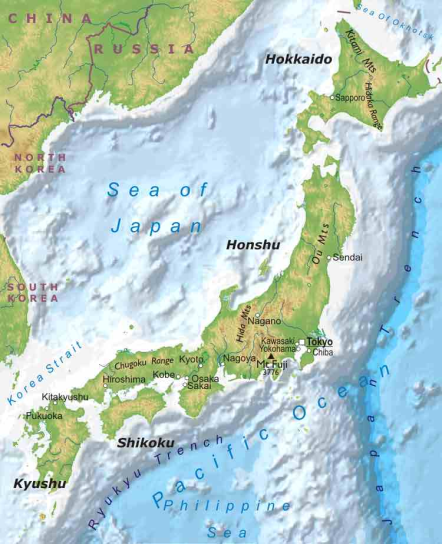 CHINA
RUSSIA
Sea Of Okhotsk
Kitami Mts
Hokkaido
Sapporo
Hidaka Range
NORTH
KOREA
Sea of
Japan
Honshu
Ou Mts
Sendai
SOUTH
KOREA
Hida Mts
Nagano
Korea Strait
Chugoku Range
Kyoto
Nagoya
Kawasaki
Tokyo
Yokohama
Chiba
Mt Fuji
3776
Hiroshima
Kobe
Osaka
Sakai
Kitakyushu
Fukuoka
Shikoku
Kyushu
Ryukyu Trench
Pacific Ocean
Japan Trench
Philippine
Sea